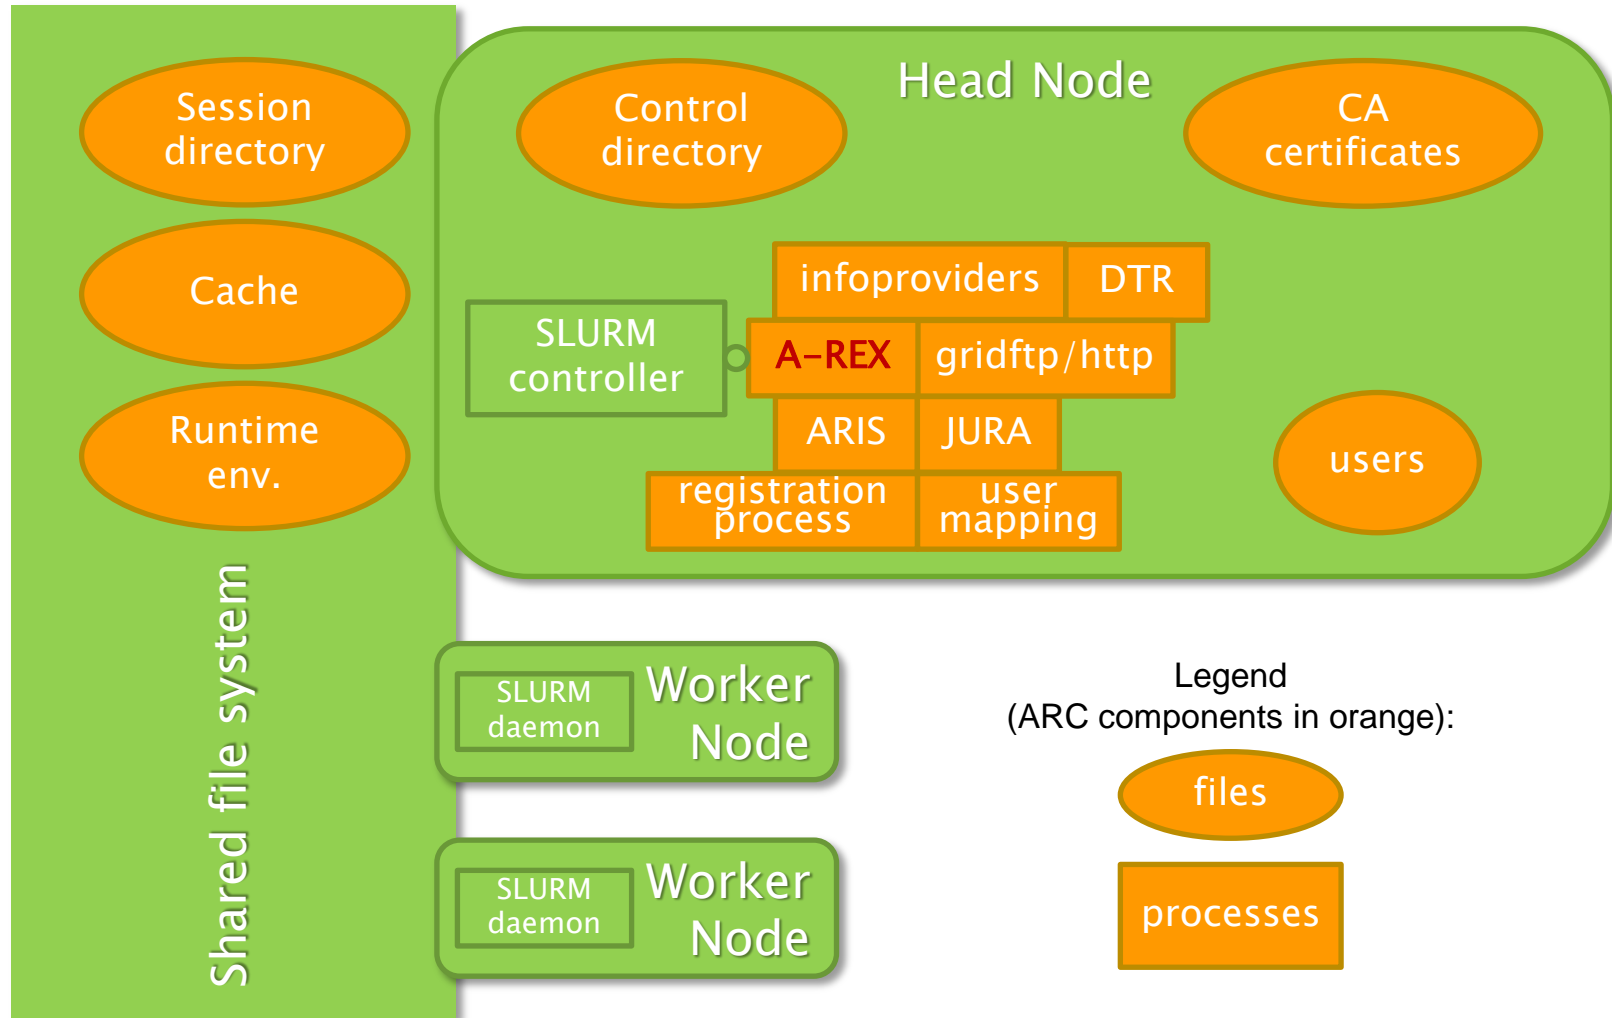 Session
directory
Cache
Runtime
env.
Shared file system
Head Node
Control
directory
CA
certificates
infoproviders
DTR
SLURM
controller
A-REX
gridftp/http
ARIS
JURA
registration
process
user
mapping
users
SLURM
daemon
Worker
Node
SLURM
daemon
Worker
Node
Legend
(ARC components in orange):
files
processes